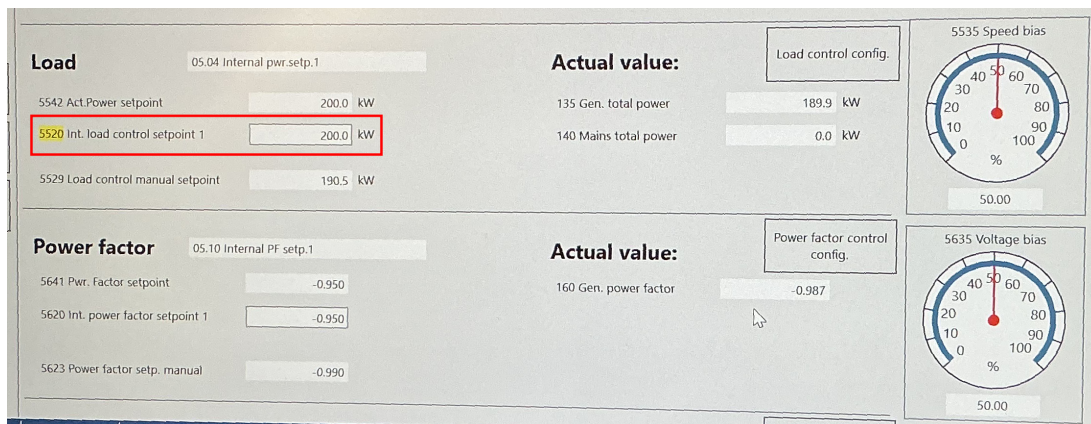 5535 Speed bias
Load 05.04 Internal pwr.setp.1 Actual value: Load control config.
5542 Act.Power setpoint 200.0 kW 135 Gen. total power 189.9 kW
5520 Int. load control setpoint 1 200.0 kW 140 Mains total power 0.0 kW
5529 Load control manual setpoint 190.5 kW
0 10 20 30 40 50 60 70 80 90 100
%
50.00
Power factor 05.10 Internal PF setp.1 Actual value: Power factor control
config.
5641 Pwr. Factor setpoint -0.950 160 Gen. power factor -0.987
5620 Int. power factor setpoint 1 -0.950
5623 Power factor setp. manual -0.990
5635 Voltage bias
0 10 20 30 40 50 60 70 80 90 100
%
50.00